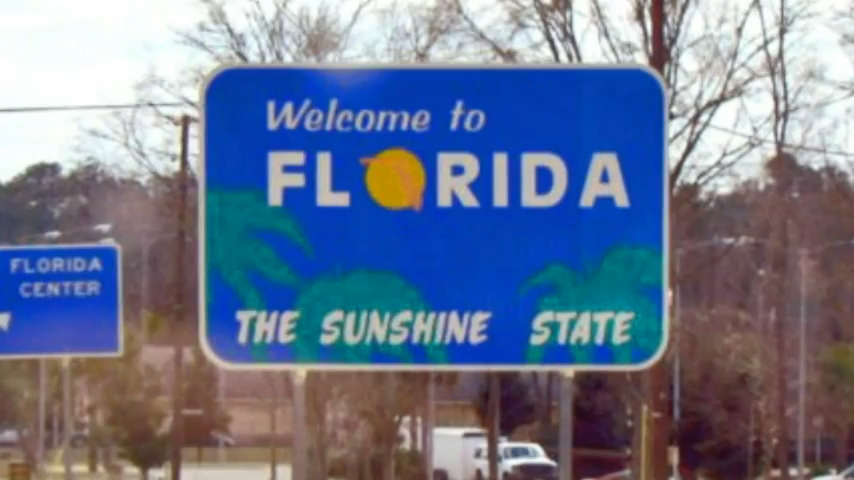 Welcome to
FLORIDA
THE SUNSHINE STATE
FLORIDA
CENTER